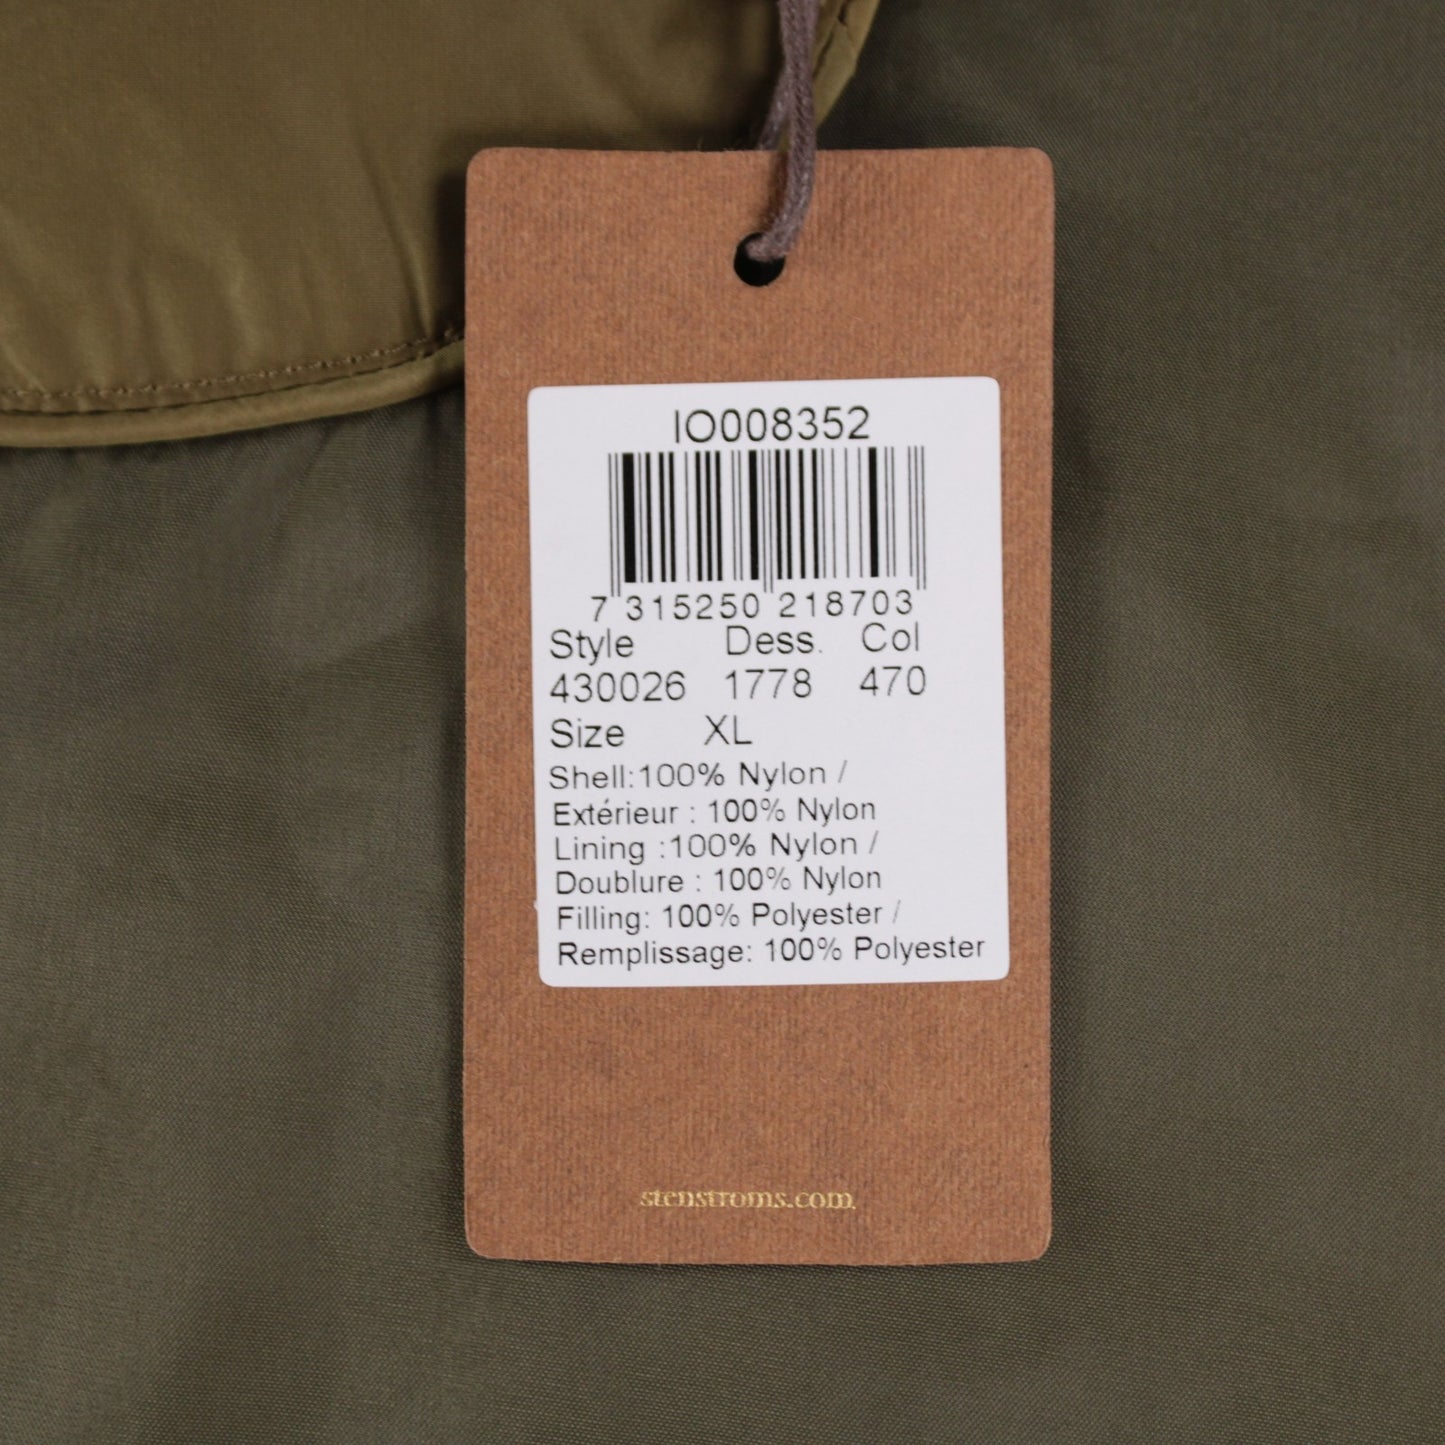 IO008352
7 315250 218703
Style Dess. Col
430026 1778 470
Size XL
Shell:100% Nylon /
Extérieur : 100% Nylon
Lining :100% Nylon /
Doublure : 100% Nylon
Filling: 100% Polyester /
Remplissage: 100% Polyester
stenstroms.com